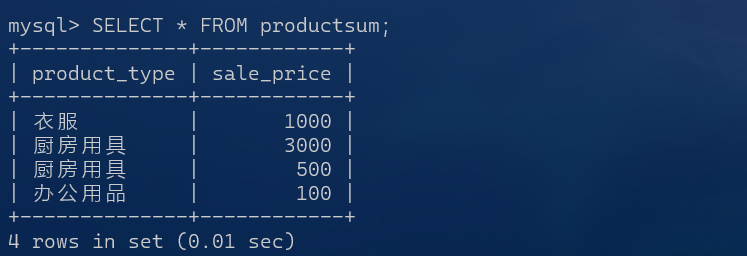 mysql> SELECT * FROM productsum;
+--------------+------------+
| product_type | sale_price |
+--------------+------------+
| 衣服         |       1000 |
| 厨房用具     |       3000 |
| 厨房用具     |        500 |
| 办公用品     |        100 |
+--------------+------------+
4 rows in set (0.01 sec)